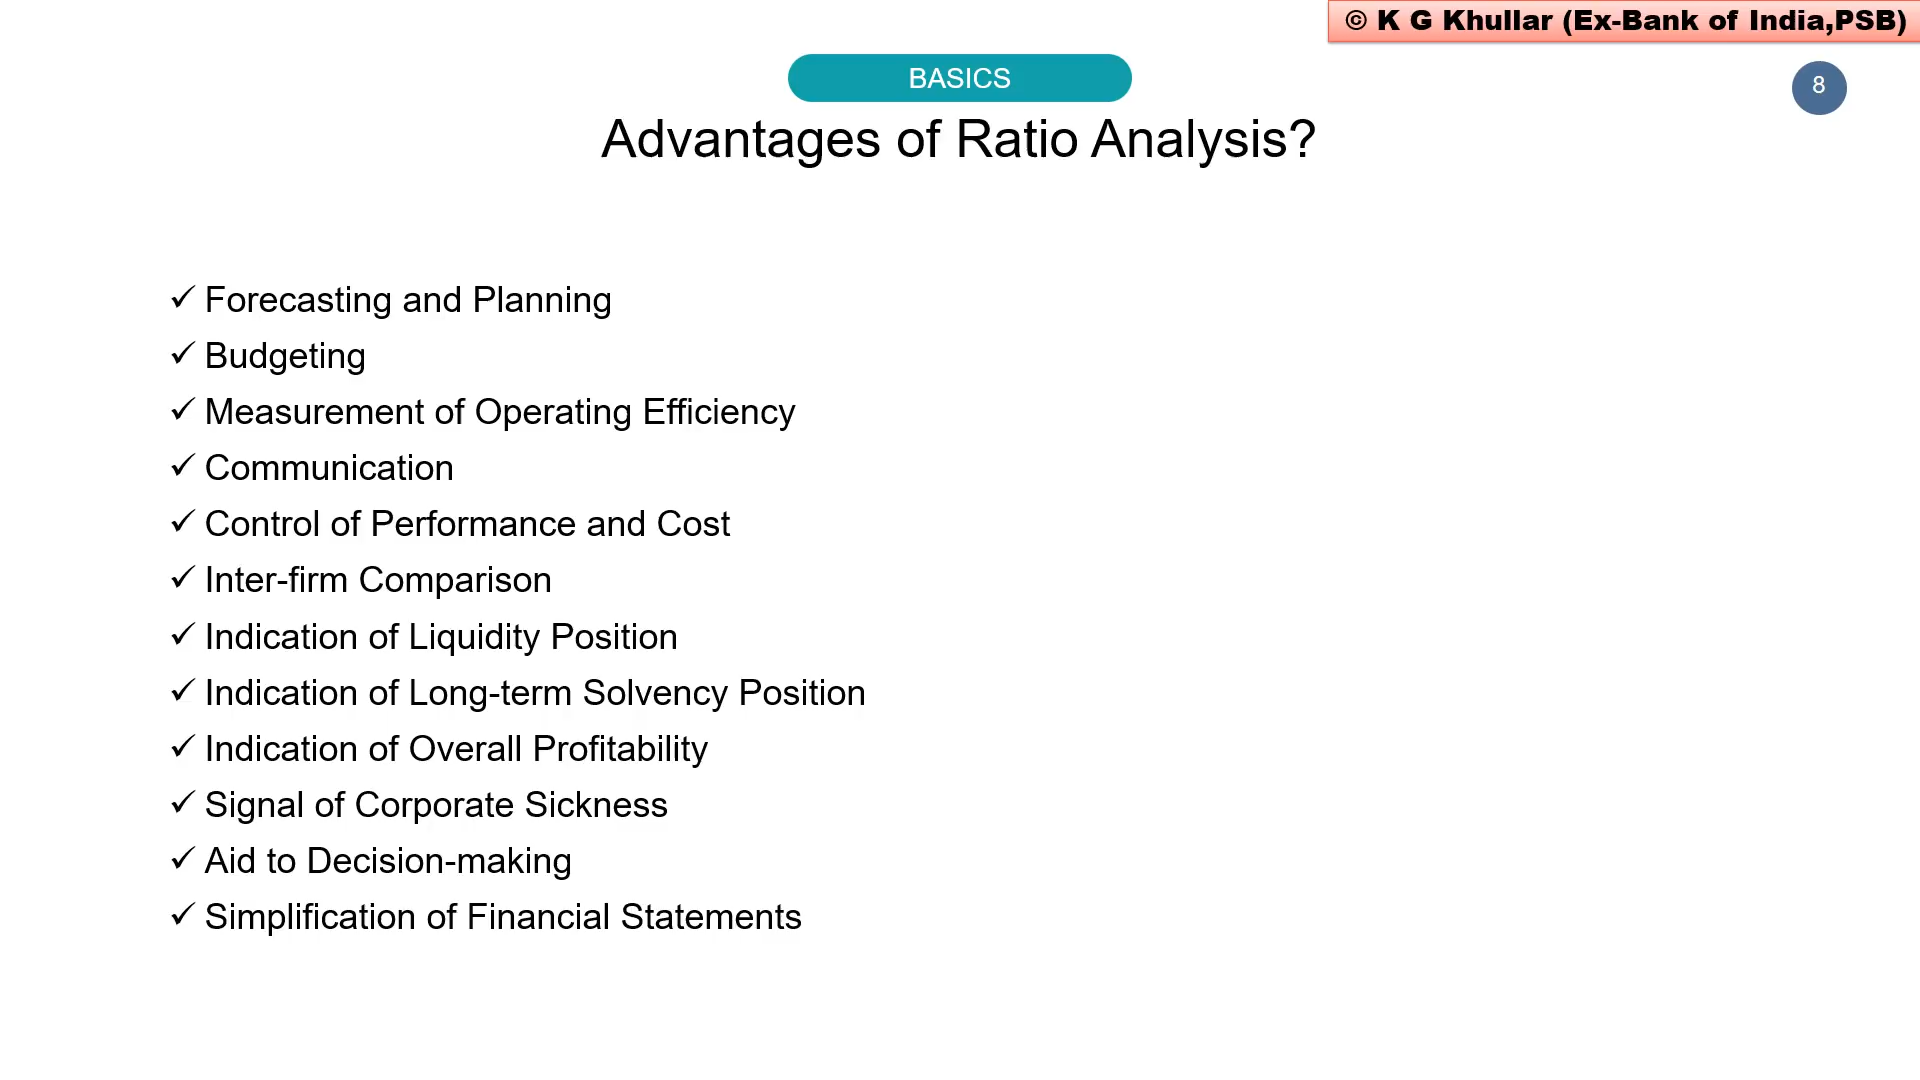 © K G Khullar (Ex-Bank of India,PSB)
BASICS
8
Advantages of Ratio Analysis?
✓ Forecasting and Planning
✓ Budgeting
✓ Measurement of Operating Efficiency
✓ Communication
✓ Control of Performance and Cost
✓ Inter-firm Comparison
✓ Indication of Liquidity Position
✓ Indication of Long-term Solvency Position
✓ Indication of Overall Profitability
✓ Signal of Corporate Sickness
✓ Aid to Decision-making
✓ Simplification of Financial Statements